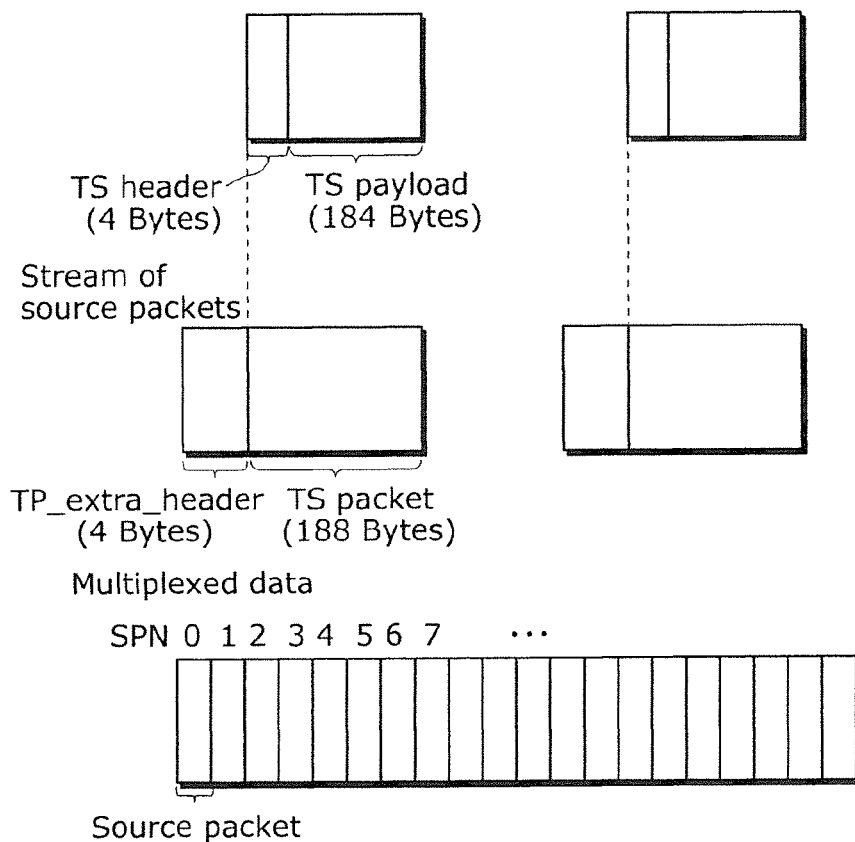 TS header
(4 Bytes)
TS payload
(184 Bytes)
Stream of
source packets
TP_extra_header
(4 Bytes)
TS packet
(188 Bytes)
Multiplexed data
SPN 0 1 2 3 4 5 6 7 ...
Source packet